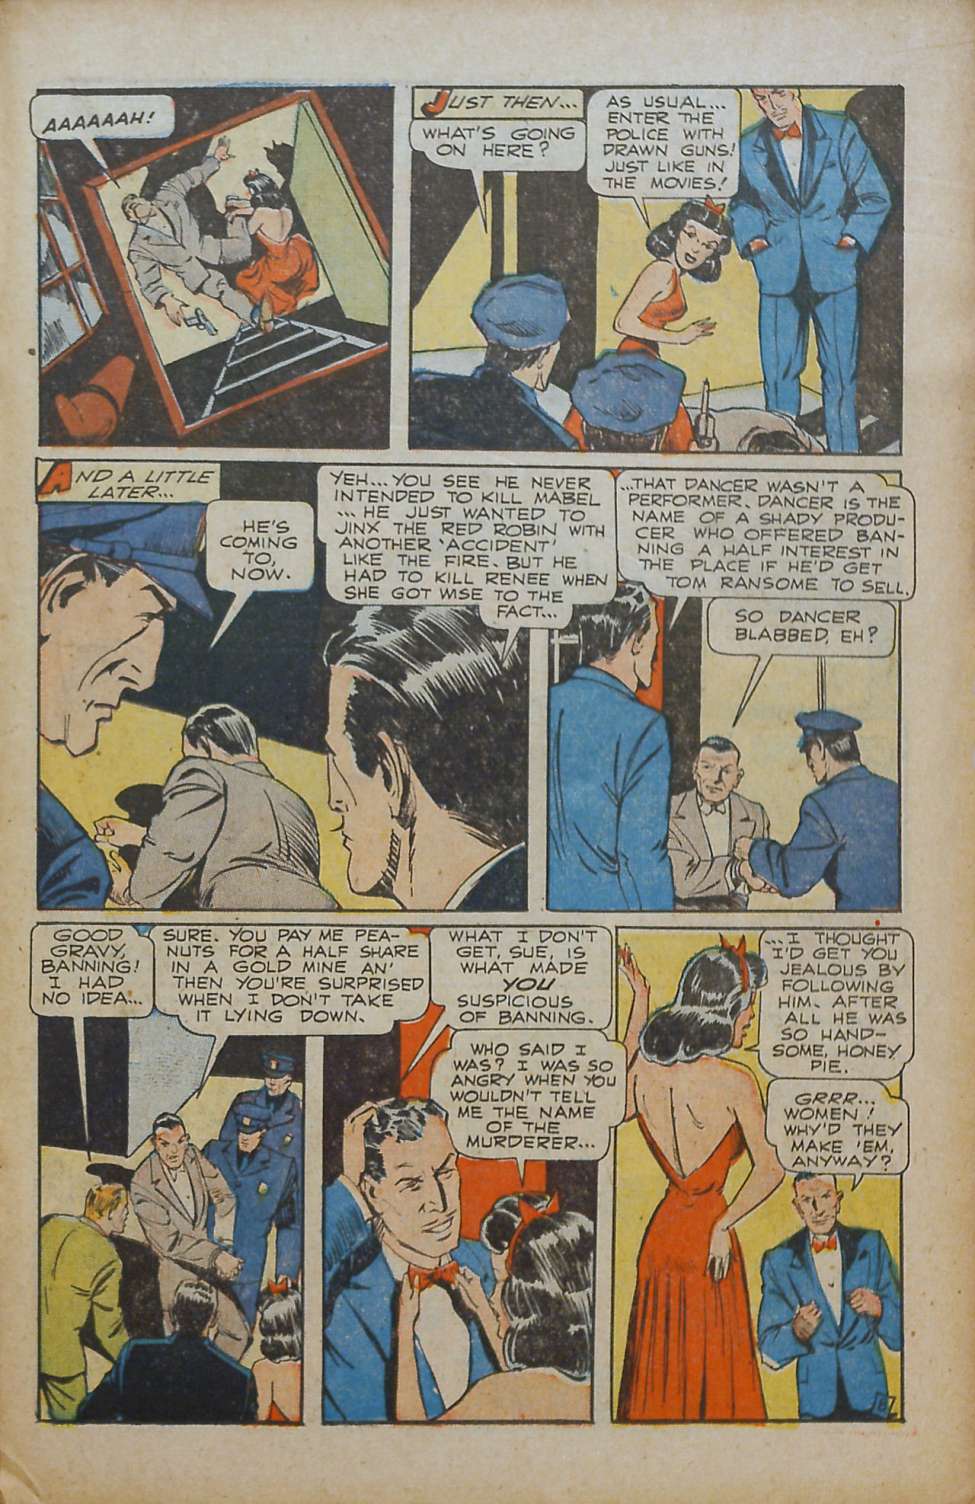 AAAAAAH!
JUST THEN...
WHAT'S GOING
ON HERE?
AS USUAL...
ENTER THE
POLICE WITH
DRAWN GUNS!
JUST LIKE IN
THE MOVIES!
AND A LITTLE
LATER...
HE'S
COMING
TO,
NOW.
YEH... YOU SEE HE NEVER
INTENDED TO KILL MABEL
... HE JUST WANTED TO
JINX THE RED ROBIN WITH
ANOTHER 'ACCIDENT'
LIKE THE FIRE. BUT HE
HAD TO KILL RENEE WHEN
SHE GOT WISE TO THE
FACT...
...THAT DANCER WASN'T A
PERFORMER. DANCER IS THE
NAME OF A SHADY PRODU-
CER WHO OFFERED BAN-
NING A HALF INTEREST IN
THE PLACE IF HE'D GET
TOM RANSOME TO SELL.
SO DANCER
BLABBED, EH?
GOOD
GRAVY,
BANNING!
I HAD
NO IDEA...
SURE. YOU PAY ME PEA-
NUTS FOR A HALF SHARE
IN A GOLD MINE AN'
THEN YOU'RE SURPRISED
WHEN I DON'T TAKE
IT LYING DOWN.
WHAT I DON'T
GET, SUE, IS
WHAT MADE
YOU
SUSPICIOUS
OF BANNING.
WHO SAID I
WAS? I WAS SO
ANGRY WHEN YOU
WOULDN'T TELL
ME THE NAME
OF THE
MURDERER...
...I THOUGHT
I'D GET YOU
JEALOUS BY
FOLLOWING
HIM. AFTER
ALL HE WAS
SO HAND-
SOME, HONEY
PIE.
GRRR...
WOMEN!
WHY'D THEY
MAKE 'EM,
ANYWAY?
8